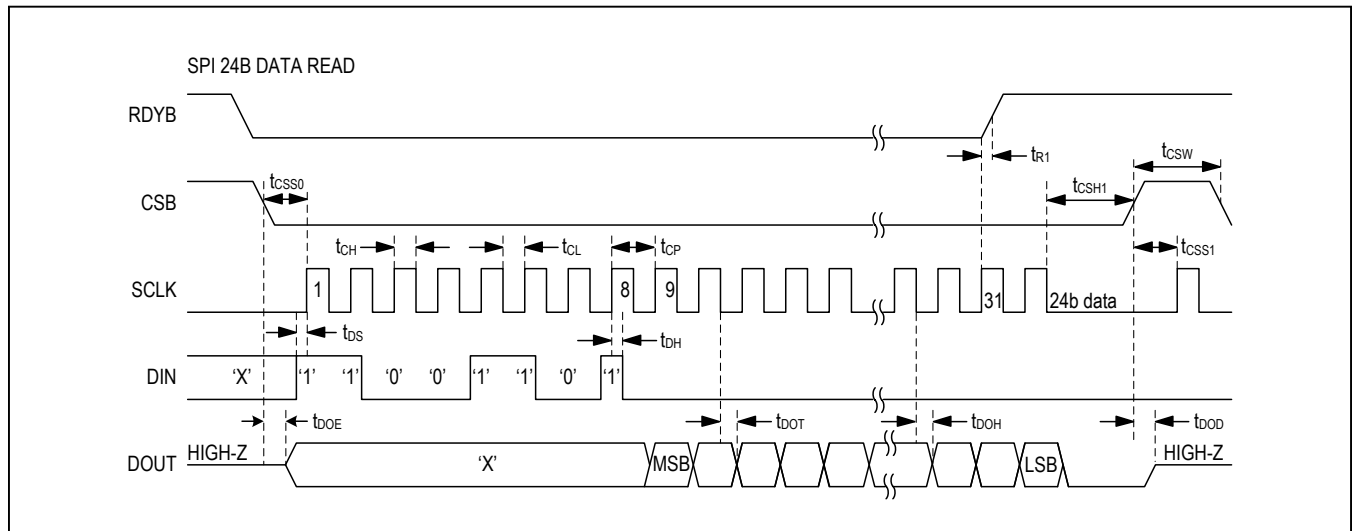 SPI 24B DATA READ
RDYB
tR1
tCSW
tCSS0
tCSH1
CSB
tCH
tCL
tCP
tCSS1
SCLK
1
8
9
31
24b data
tDS
tDH
DIN
‘X’ ‘1’ ‘1’ ‘0’ ‘0’ ‘1’ ‘1’ ‘0’ ‘1’
tDOE
tDOT
tDOH
tDOD
DOUT
HIGH-Z
‘X’
MSB
LSB
HIGH-Z